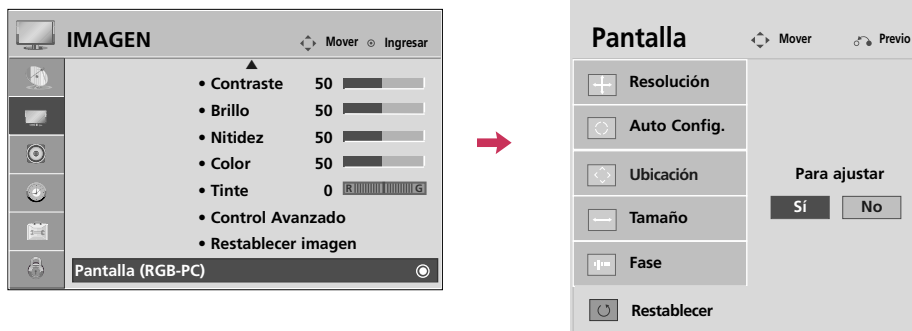 IMAGEN
Mover
Ingresar
• Contraste 50
• Brillo 50
• Nitidez 50
• Color 50
• Tinte 0 R G
• Control Avanzado
• Restablecer imagen
Pantalla (RGB-PC)
Pantalla
Mover
Previo
Resolución
Auto Config.
Ubicación
Tamaño
Fase
Restablecer
Para ajustar
Sí No